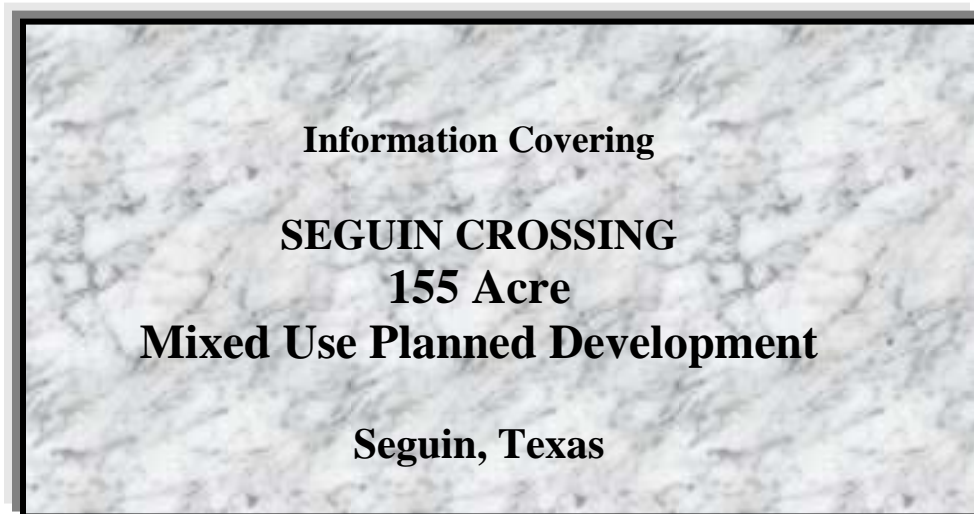 Information Covering
SEGUIN CROSSING
155 Acre
Mixed Use Planned Development
Seguin, Texas